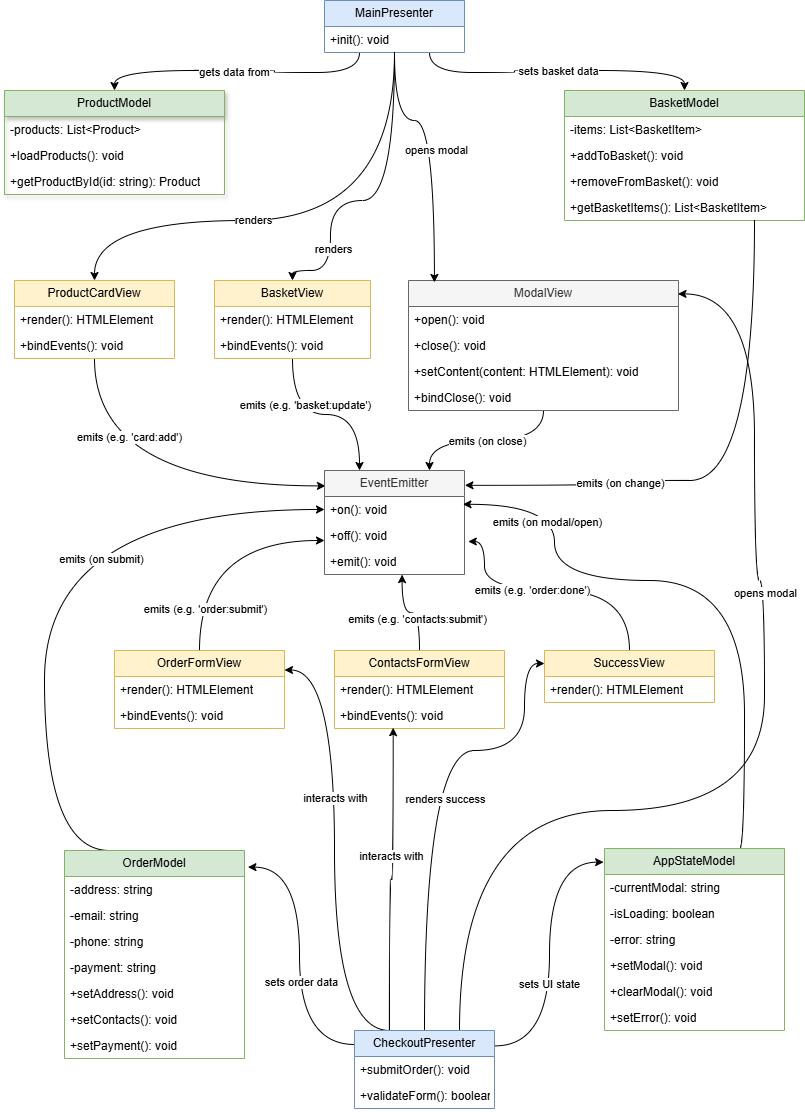 MainPresenter
+init(): void
gets data from
sets basket data
ProductModel
-products: List<Product>
+loadProducts(): void
+getProductById(id: string): Product
BasketModel
-items: List<BasketItem>
+addToBasket(): void
+removeFromBasket(): void
+getBasketItems(): List<BasketItem>
opens modal
renders
renders
ProductCardView
+render(): HTMLElement
+bindEvents(): void
BasketView
+render(): HTMLElement
+bindEvents(): void
ModalView
+open(): void
+close(): void
+setContent(content: HTMLElement): void
+bindClose(): void
emits (e.g. 'basket:update')
emits (e.g. 'card:add')
emits (on close)
emits (on change)
EventEmitter
+on(): void
+off(): void
+emit(): void
emits (on modal/open)
emits (on submit)
emits (e.g. 'order:done')
opens modal
emits (e.g. 'order:submit')
emits (e.g. 'contacts:submit')
OrderFormView
+render(): HTMLElement
+bindEvents(): void
ContactsFormView
+render(): HTMLElement
+bindEvents(): void
SuccessView
+render(): HTMLElement
interacts with
renders success
interacts with
OrderModel
-address: string
-email: string
-phone: string
-payment: string
+setAddress(): void
+setContacts(): void
+setPayment(): void
AppStateModel
-currentModal: string
-isLoading: boolean
-error: string
+setModal(): void
+clearModal(): void
+setError(): void
sets order data
sets UI state
CheckoutPresenter
+submitOrder(): void
+validateForm(): boolear